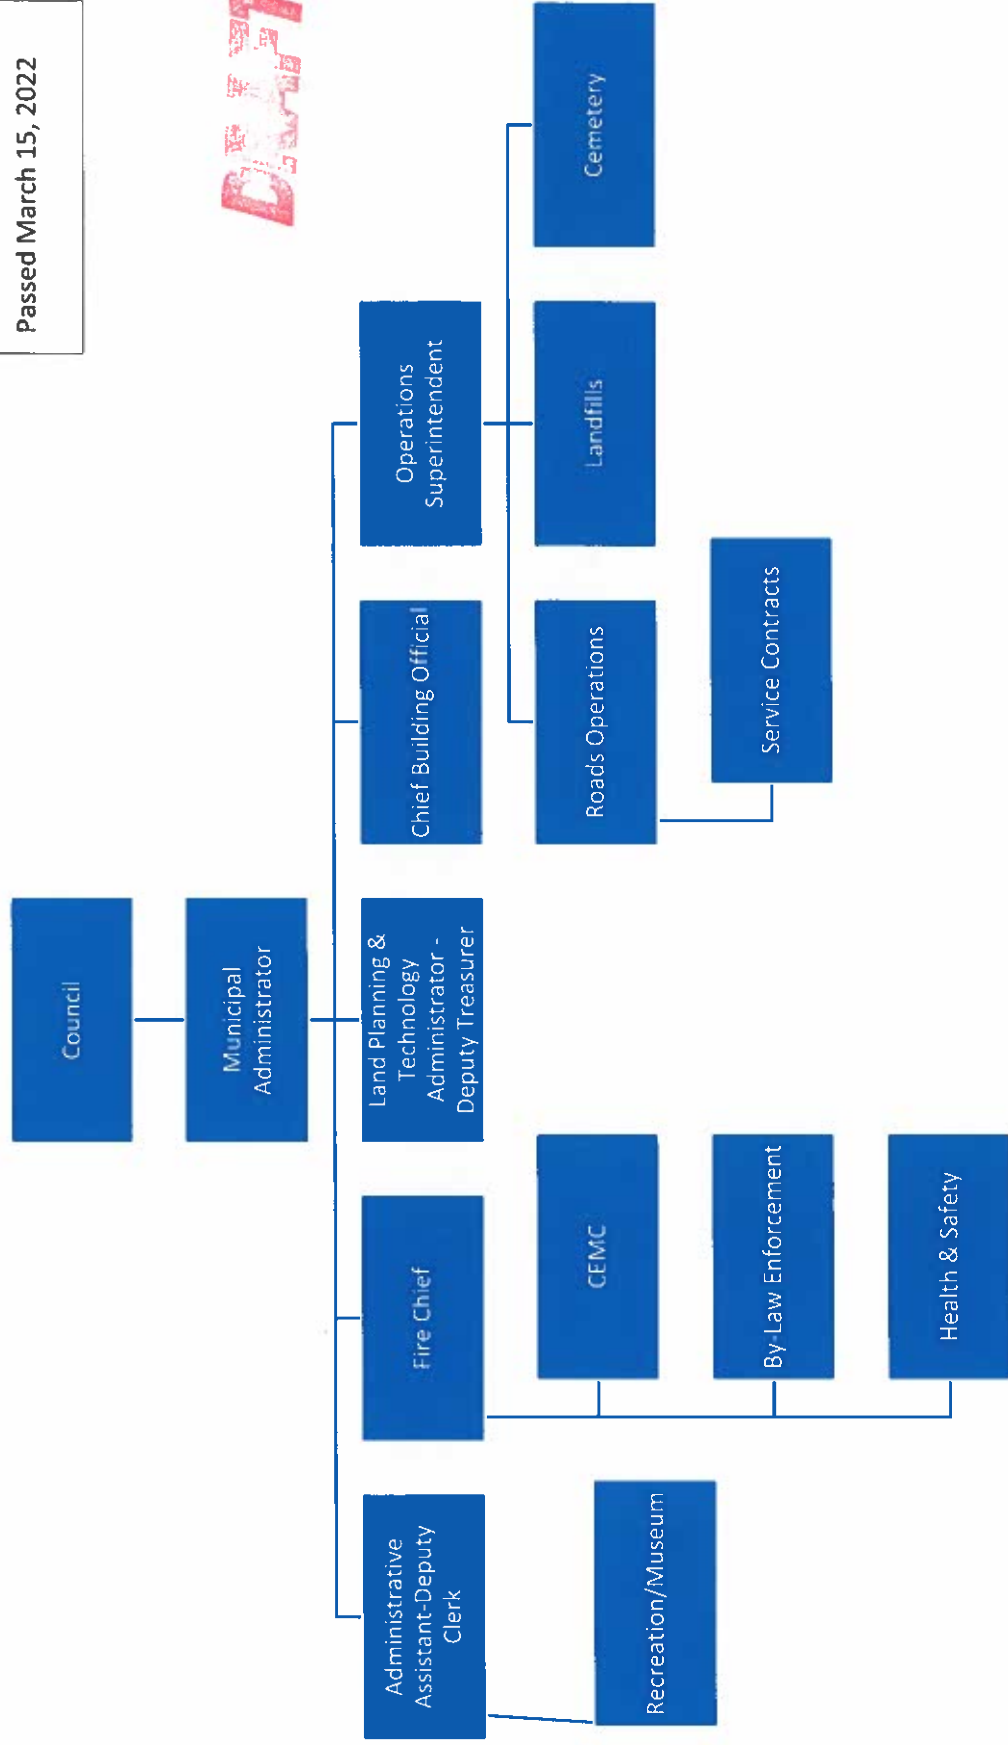 Passed March 15, 2022
DRAFT
Council
Municipal
Administrator
Administrative
Assistant-Deputy
Clerk
Fire Chief
Land Planning &
Technology
Administrator -
Deputy Treasurer
Chief Building Official
Operations
Superintendent
Recreation/Museum
CEMC
By-Law Enforcement
Health & Safety
Roads Operations
Landfills
Cemetery
Service Contracts